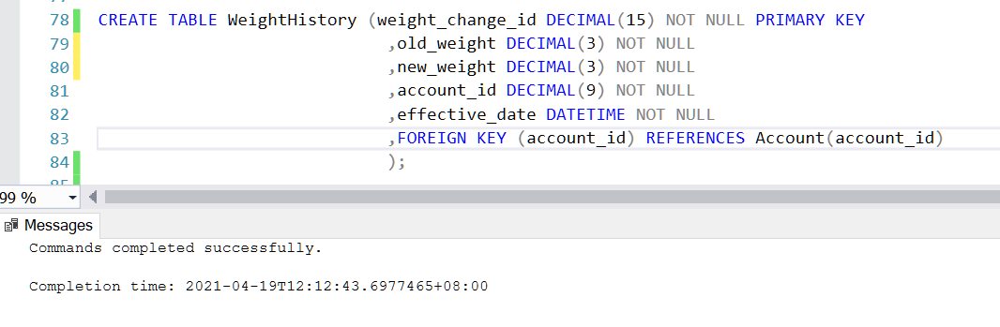 78 CREATE TABLE WeightHistory (weight_change_id DECIMAL(15) NOT NULL PRIMARY KEY
79 ,old_weight DECIMAL(3) NOT NULL
80 ,new_weight DECIMAL(3) NOT NULL
81 ,account_id DECIMAL(9) NOT NULL
82 ,effective_date DATETIME NOT NULL
83 ,FOREIGN KEY (account_id) REFERENCES Account(account_id)
84 );
99 %
Messages
Commands completed successfully.
Completion time: 2021-04-19T12:12:43.6977465+08:00